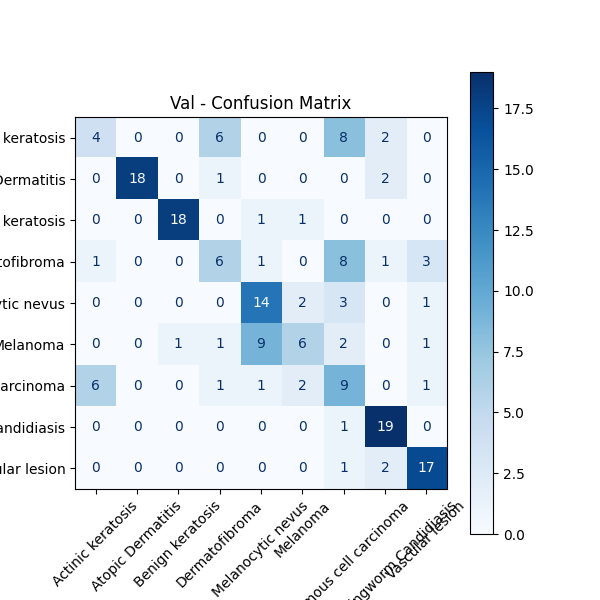 Val - Confusion Matrix
keratosis 4 0 0 6 0 0 8 2 0
Dermatitis 0 18 0 1 0 0 0 2 0
keratosis 0 0 18 0 1 1 0 0 0
tofibroma 1 0 0 6 1 0 8 1 3
tic nevus 0 0 0 0 14 2 3 0 1
Melanoma 0 0 1 1 9 6 2 0 1
arcinoma 6 0 0 1 1 2 9 0 1
andidiasis 0 0 0 0 0 0 1 19 0
lar lesion 0 0 0 0 0 0 1 2 17
Actinic keratosis
Atopic Dermatitis
Benign keratosis
Dermatofibroma
Melanocytic nevus
Melanoma
mous cell carcinoma
ngworm Candidiasis
Vascular lesion
17.5
15.0
12.5
10.0
7.5
5.0
2.5
0.0